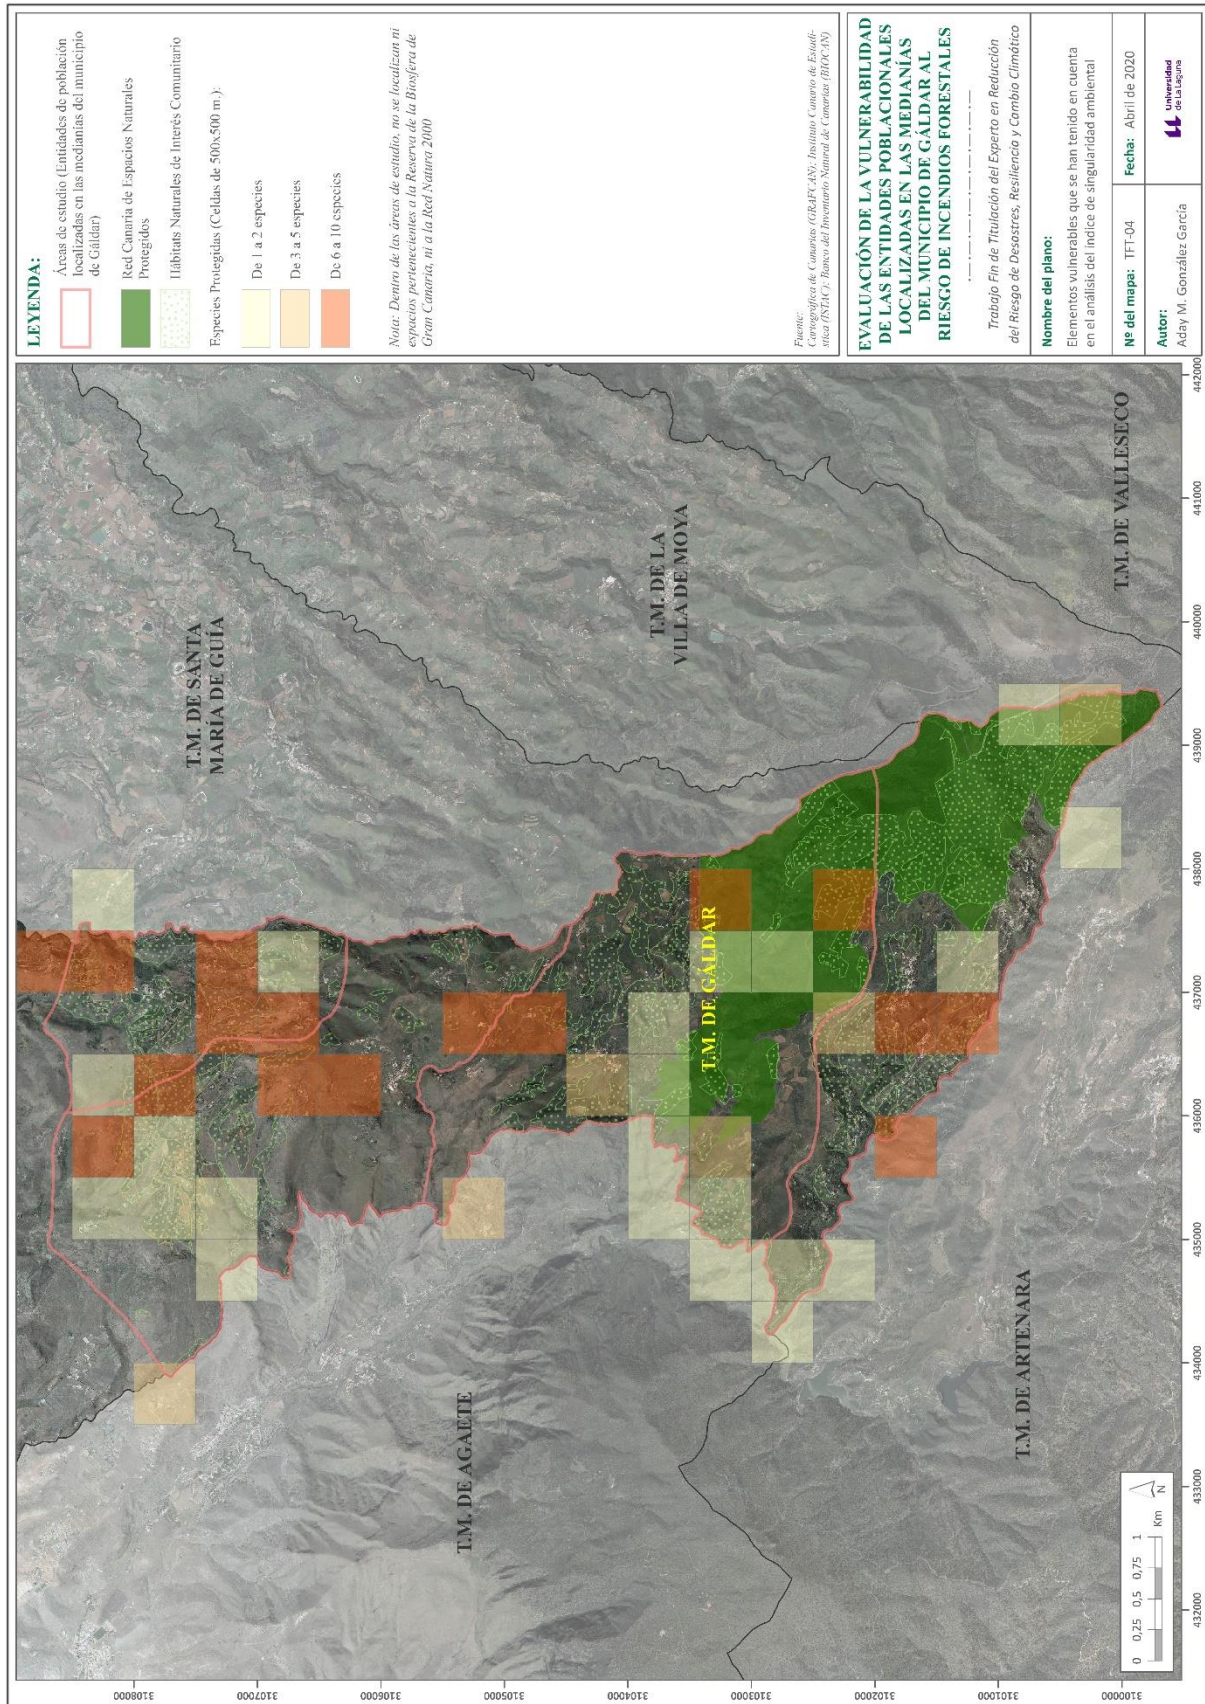 LEYENDA:
Áreas de estudio (Entidades de población
localizadas en las medianías del municipio
de Gáldar)
Red Canaria de Espacios Naturales
Protegidos
Hábitats Naturales de Interés Comunitario
Especies Protegidas (Celdas de 500x500 m.):
De 1 a 2 especies
De 3 a 5 especies
De 6 a 10 especies
Nota: Dentro de las áreas de estudio, no se localizan ni
espacios pertenecientes a la Reserva de la Biosfera de
Gran Canaria, ni a la Red Natura 2000
Fuente:
Cartográfica de Canarias (GRAFCAN); Instituto Canario de Estadí-
stica (ISTAC); Banco del Inventario Natural de Canarias (BIOCAN)
EVALUACIÓN DE LA VULNERABILIDAD
DE LAS ENTIDADES POBLACIONALES
LOCALIZADAS EN LAS MEDIANÍAS
DEL MUNICIPIO DE GÁLDAR AL
RIESGO DE INCENDIOS FORESTALES
Trabajo Fin de Titulación del Experto en Reducción
del Riesgo de Desastres, Resiliencia y Cambio Climático
Nombre del plano:
Elementos vulnerables que se han tenido en cuenta
en el análisis del índice de singularidad ambiental
Nº del mapa: TFT-04
Fecha: Abril de 2020
Autor:
Aday M. González García
Universidad
de La Laguna
T.M. DE SANTA
MARÍA DE GUÍA
T.M. DE LA
VILLA DE MOYA
T.M. DE VALLESECO
T.M. DE GÁLDAR
T.M. DE AGAETE
T.M. DE ARTENARA
3108000
3107000
3106000
3105000
3104000
3103000
3102000
3101000
3100000
432000
433000
434000
435000
436000
437000
438000
439000
440000
441000
442000
0 0,25 0,5 0,75 1
Km
N